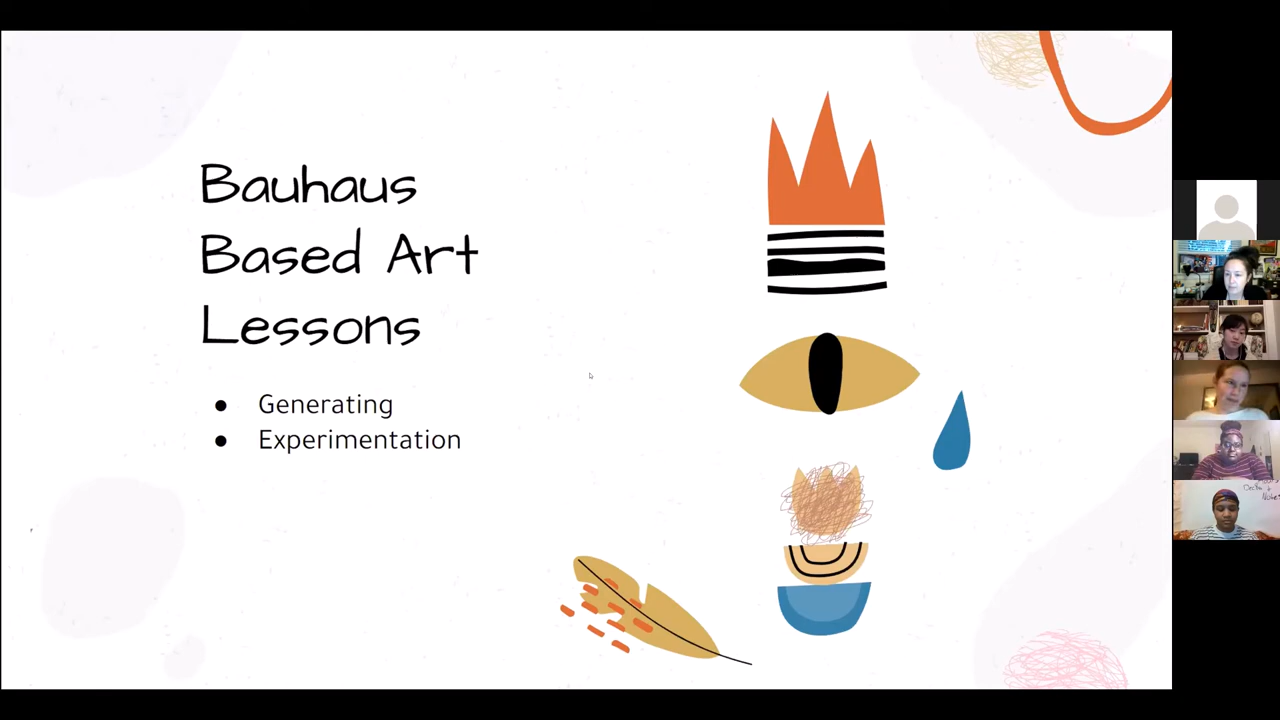 Bauhaus
Based Art
Lessons
● Generating
● Experimentation